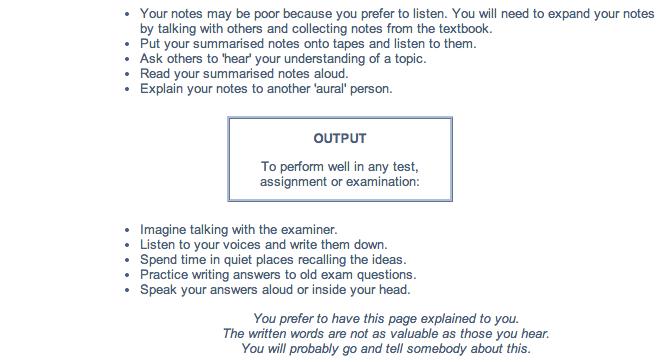 • Your notes may be poor because you prefer to listen. You will need to expand your notes
by talking with others and collecting notes from the textbook.
• Put your summarised notes onto tapes and listen to them.
• Ask others to 'hear' your understanding of a topic.
• Read your summarised notes aloud.
• Explain your notes to another 'aural' person.
OUTPUT
To perform well in any test,
assignment or examination:
• Imagine talking with the examiner.
• Listen to your voices and write them down.
• Spend time in quiet places recalling the ideas.
• Practice writing answers to old exam questions.
• Speak your answers aloud or inside your head.
You prefer to have this page explained to you.
The written words are not as valuable as those you hear.
You will probably go and tell somebody about this.